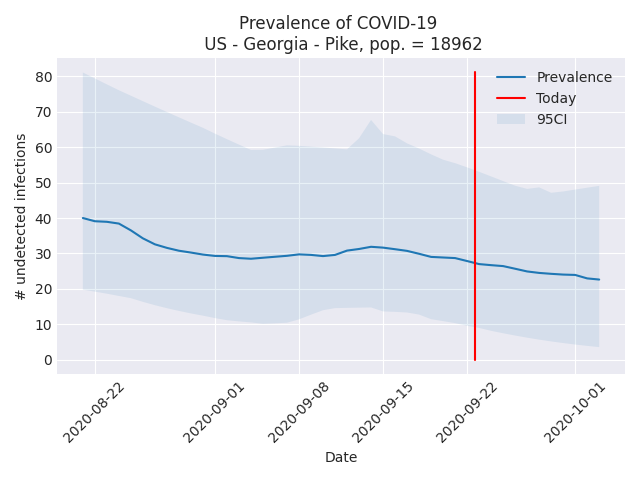 Prevalence of COVID-19
US - Georgia - Pike, pop. = 18962
Prevalence
Today
95CI
# undetected infections
80
70
60
50
40
30
20
10
0
2020-08-22
2020-09-01
2020-09-08
2020-09-15
2020-09-22
2020-10-01
Date